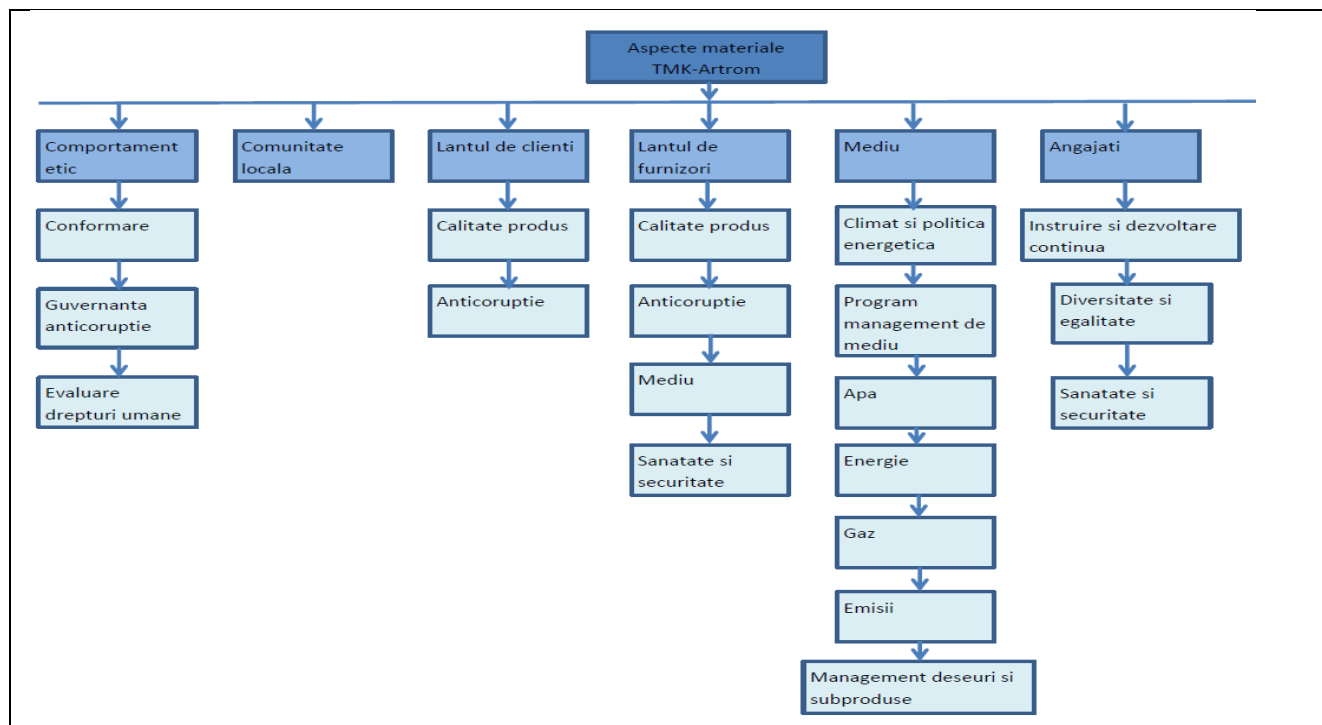 Aspecte materiale
TMK-Artrom
Comportament
etic
Conformare
Guvernanta
anticoruptie
Evaluare
drepturi umane
Comunitate
locala
Lantul de clienti
Calitate produs
Anticoruptie
Lantul de
furnizori
Calitate produs
Anticoruptie
Mediu
Sanatate si
securitate
Mediu
Climat si politica
energetica
Program
management de
mediu
Apa
Energie
Gaz
Emisii
Management deseuri si
subproduse
Angajati
Instruire si dezvoltare
continua
Diversitate si
egalitate
Sanatate si
securitate